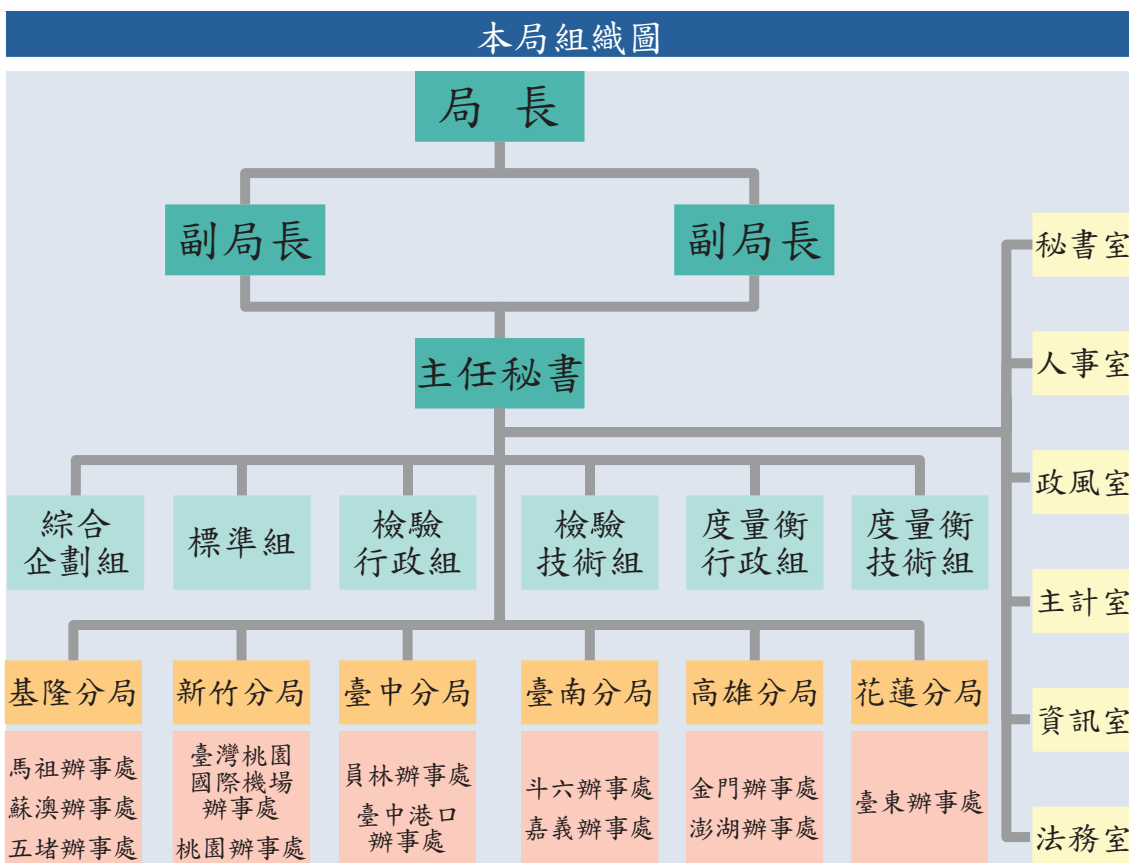 本局組織圖
局 長
副局長
副局長
主任秘書
秘書室
人事室
政風室
主計室
資訊室
法務室
綜合
企劃組
標準組
檢驗
行政組
檢驗
技術組
度量衡
行政組
度量衡
技術組
基隆分局
新竹分局
臺中分局
臺南分局
高雄分局
花蓮分局
馬祖辦事處
蘇澳辦事處
五堵辦事處
臺灣桃園
國際機場
辦事處
桃園辦事處
員林辦事處
臺中港口
辦事處
斗六辦事處
嘉義辦事處
金門辦事處
澎湖辦事處
臺東辦事處